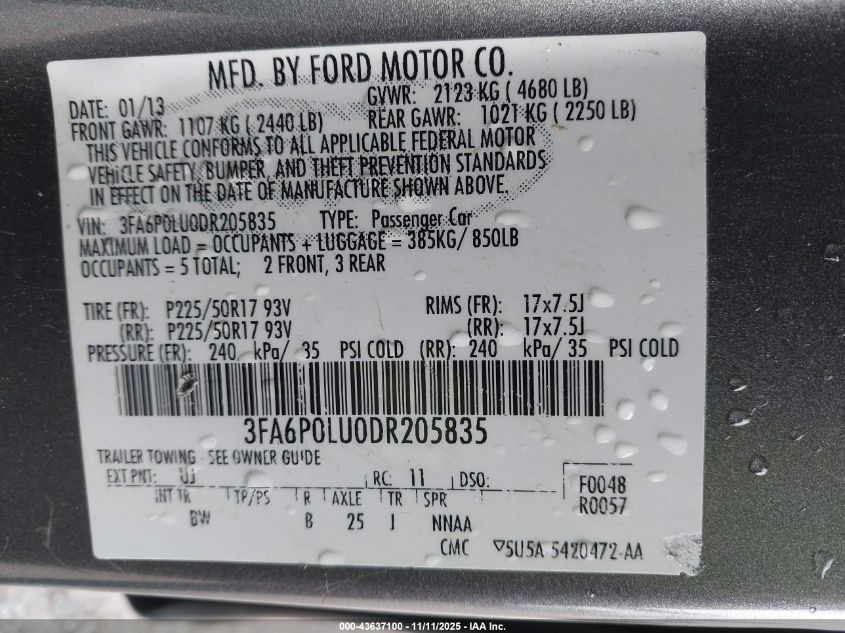 MFD. BY FORD MOTOR CO.
DATE: 01/13 GVWR: 2123 KG ( 4680 LB)
FRONT GAWR: 1107 KG ( 2440 LB) REAR GAWR: 1021 KG ( 2250 LB)
THIS VEHICLE CONFORMS TO ALL APPLICABLE FEDERAL MOTOR
VEHICLE SAFETY, BUMPER, AND THEFT PREVENTION STANDARDS
IN EFFECT ON THE DATE OF MANUFACTURE SHOWN ABOVE.
VIN: 3FA6P0LU0DR205835 TYPE: Passenger Car
MAXIMUM LOAD = OCCUPANTS + LUGGAGE = 385KG/ 850LB
OCCUPANTS = 5 TOTAL; 2 FRONT, 3 REAR
TIRE (FR): P225/50R17 93V RIMS (FR): 17x7.5J
(RR): P225/50R17 93V (RR): 17x7.5J
PRESSURE (FR): 240 kPa/ 35 PSI COLD (RR): 240 kPa/ 35 PSI COLD
3FA6P0LU0DR205835
TRAILER TOWING - SEE OWNER GUIDE
EXT PNT: UJ RC: 11 DSO: F0048
INT TR TP/PS R AXLE TR SPR R0057
BW B 25 J NNAA
CMC 5U5A 5420472-AA
000-43637100 - 11/11/2025 - IAA Inc.